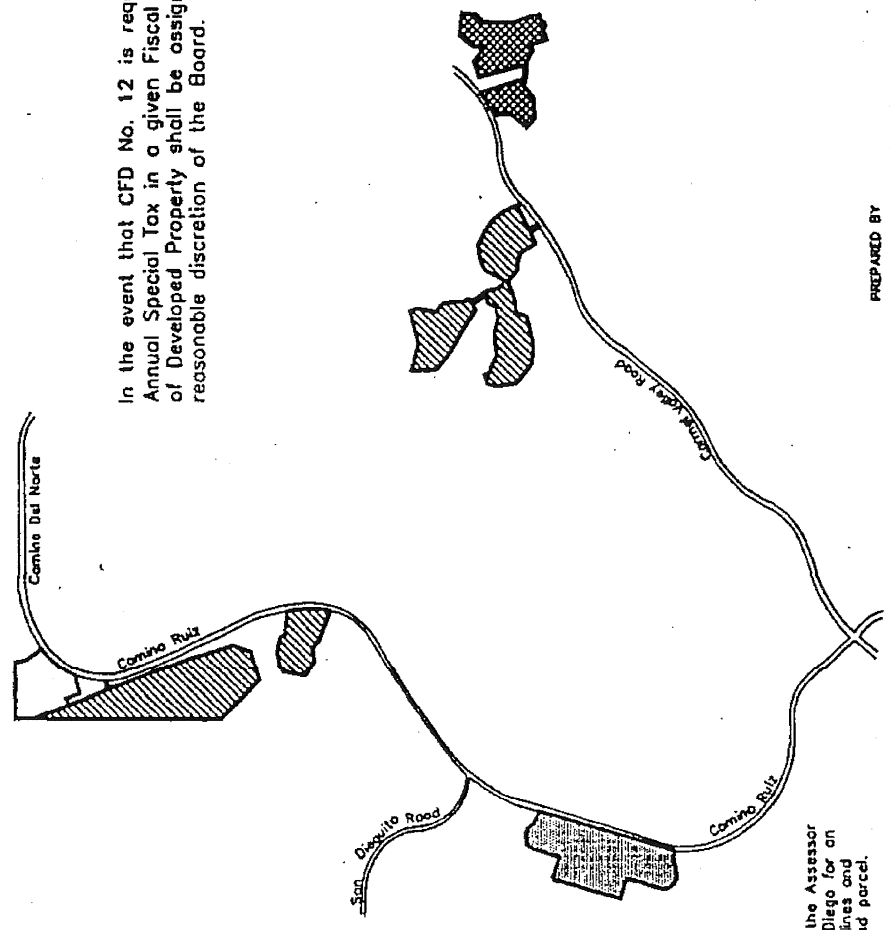 In the event that CFD No. 12 is req
Annual Special Tax in a given Fiscal
of Developed Property shall be assig
reasonable discretion of the Board.
Camino Del Norte
Camino Ruiz
Carmel Valley Road
San Dieguito Road
Camino Ruiz
the Assessor
Diego for an
lines and
d parcel.
PREPARED BY